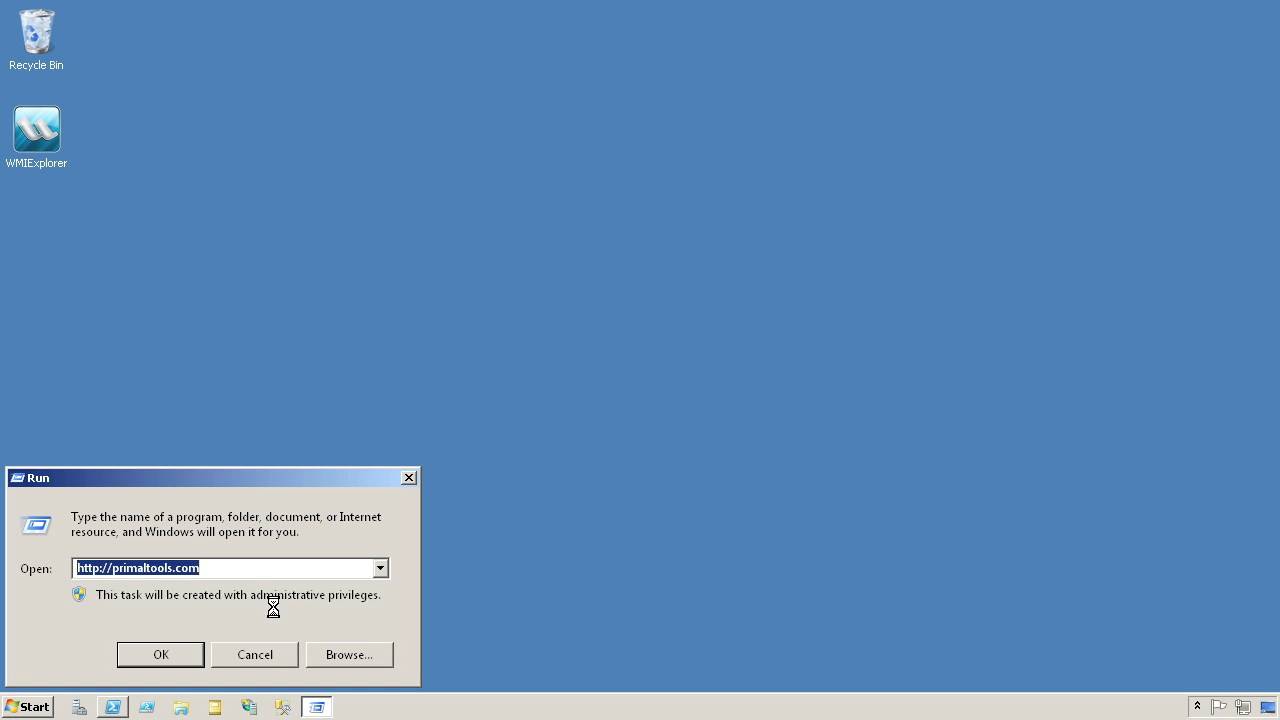 Recycle Bin
WMIExplorer
Run
Type the name of a program, folder, document, or Internet
resource, and Windows will open it for you.
Open:
http://primaltools.com
This task will be created with administrative privileges.
OK
Cancel
Browse...
Start